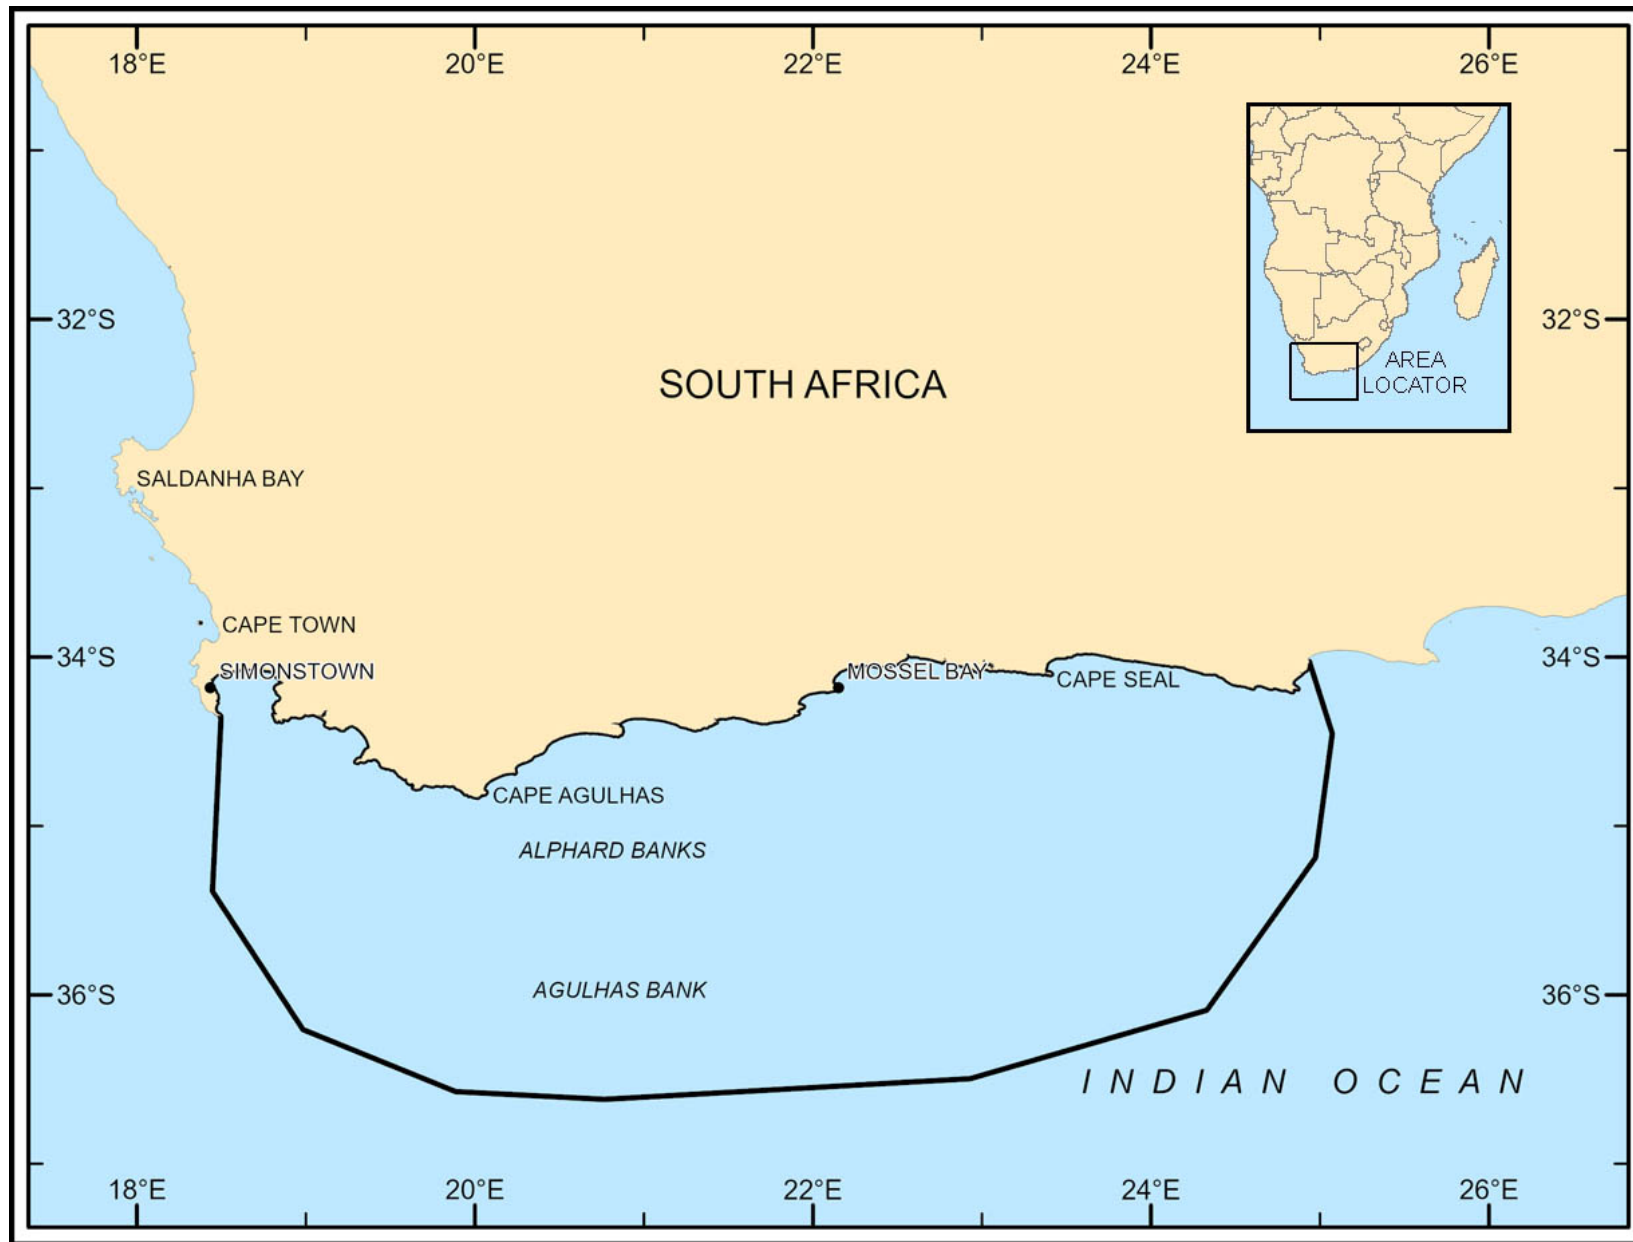 18°E 20°E 22°E 24°E 26°E
32°S 32°S
SOUTH AFRICA
AREA
LOCATOR
SALDANHA BAY
CAPE TOWN
34°S 34°S
SIMONSTOWN
MOSSEL BAY
CAPE SEAL
CAPE AGULHAS
ALPHARD BANKS
AGULHAS BANK
36°S 36°S
INDIAN OCEAN
18°E 20°E 22°E 24°E 26°E